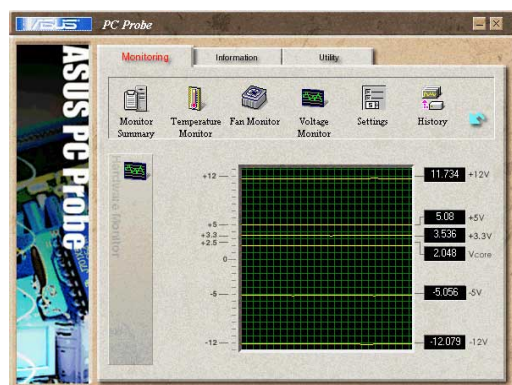 ASUS
PC Probe
ASUS PC Probe
Monitoring
Information
Utility
Monitor Summary
Temperature Monitor
Fan Monitor
Voltage Monitor
Settings
History
Hardware Monitor
+12
+5
+3.3
+2.5
0
-5
-12
11.734 +12V
5.08 +5V
3.536 +3.3V
2.048 Vcore
-5.056 -5V
-12.079 -12V